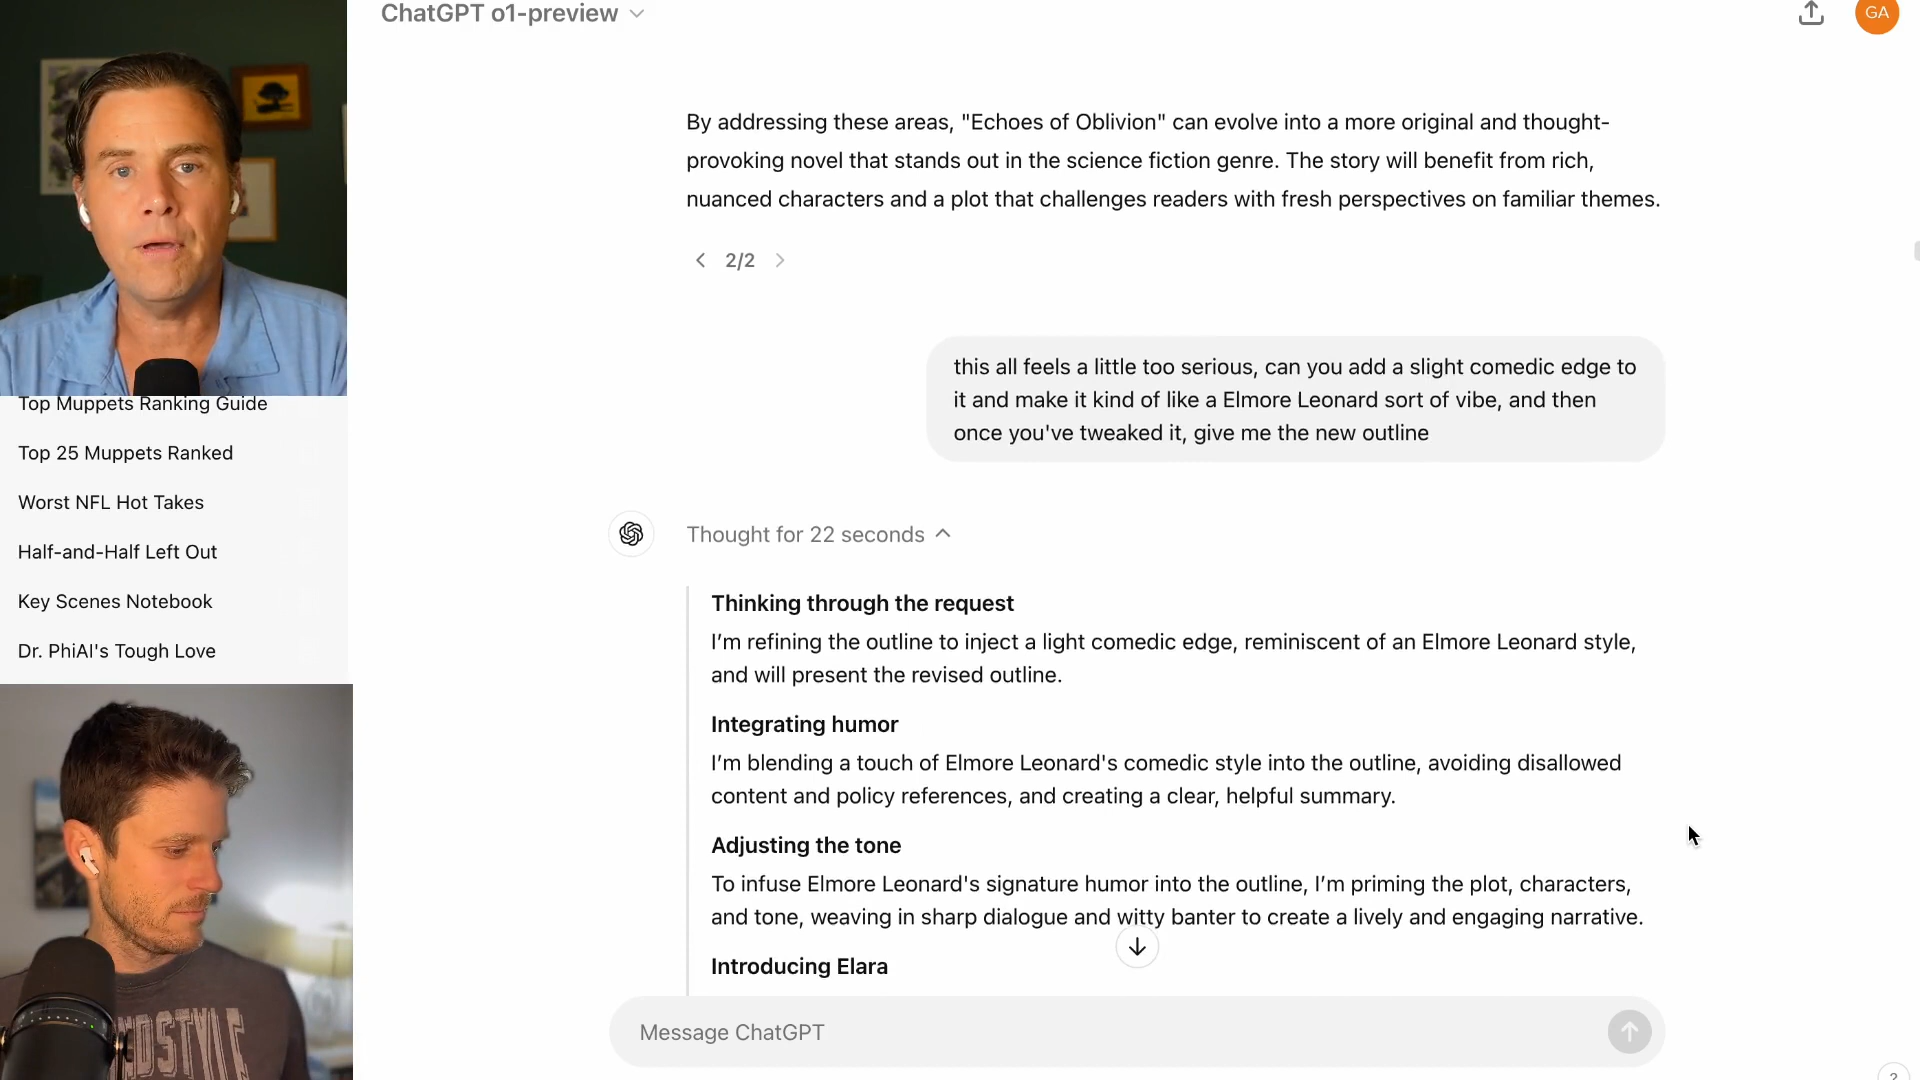 ChatGPT o1-preview
GA
By addressing these areas, "Echoes of Oblivion" can evolve into a more original and thought-
provoking novel that stands out in the science fiction genre. The story will benefit from rich,
nuanced characters and a plot that challenges readers with fresh perspectives on familiar themes.
2/2
this all feels a little too serious, can you add a slight comedic edge to
it and make it kind of like a Elmore Leonard sort of vibe, and then
once you've tweaked it, give me the new outline
Thought for 22 seconds
Thinking through the request
I’m refining the outline to inject a light comedic edge, reminiscent of an Elmore Leonard style,
and will present the revised outline.
Integrating humor
I’m blending a touch of Elmore Leonard's comedic style into the outline, avoiding disallowed
content and policy references, and creating a clear, helpful summary.
Adjusting the tone
To infuse Elmore Leonard's signature humor into the outline, I’m priming the plot, characters,
and tone, weaving in sharp dialogue and witty banter to create a lively and engaging narrative.
Introducing Elara
Message ChatGPT
?
Top Muppets Ranking Guide
Top 25 Muppets Ranked
Worst NFL Hot Takes
Half-and-Half Left Out
Key Scenes Notebook
Dr. PhiAI's Tough Love